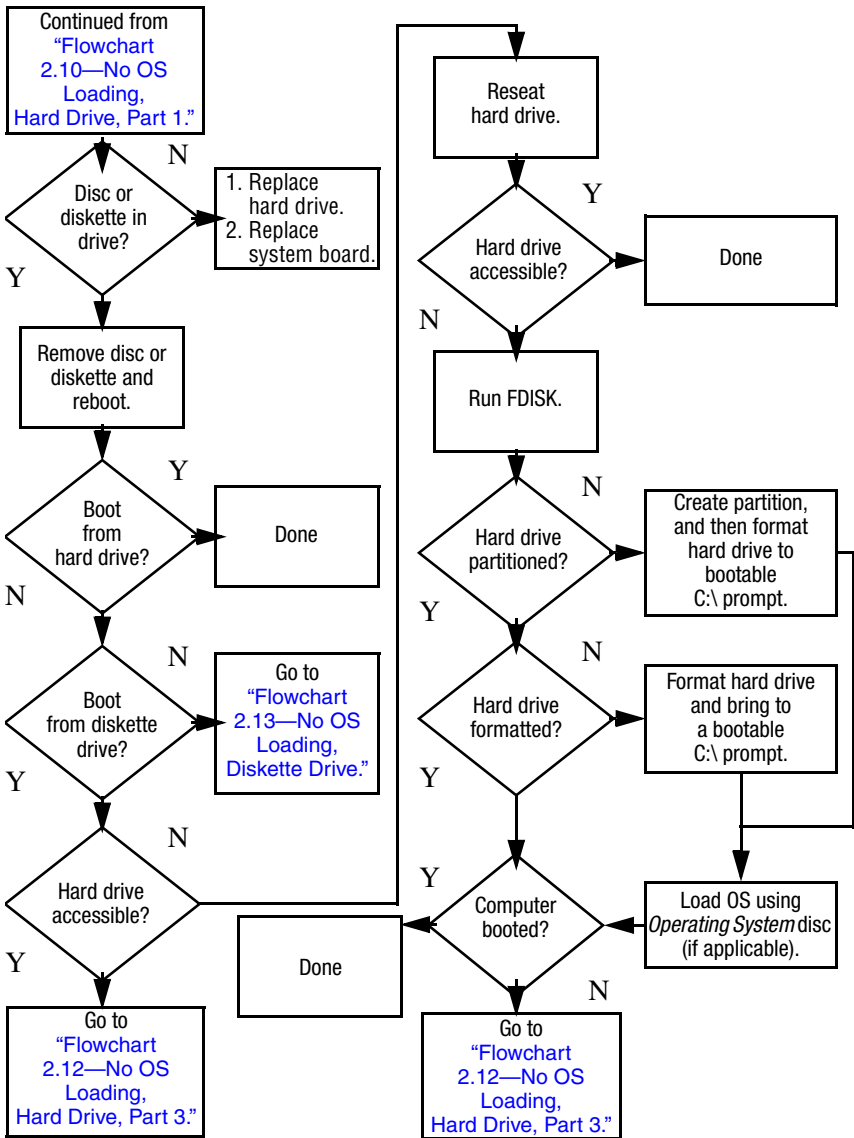 Continued from
“Flowchart
2.10—No OS
Loading,
Hard Drive, Part 1.”
N
Disc or
diskette in
drive?
1. Replace
hard drive.
2. Replace
system board.
Y
Remove disc or
diskette and
reboot.
Y
Boot
from
hard drive?
Done
N
N
Boot
from diskette
drive?
Go to
“Flowchart
2.13—No OS
Loading,
Diskette Drive.”
Y
N
Hard drive
accessible?
Y
Go to
“Flowchart
2.12—No OS
Loading,
Hard Drive, Part 3.”
Reseat
hard drive.
Y
Hard drive
accessible?
Done
N
Run FDISK.
N
Hard drive
partitioned?
Create partition,
and then format
hard drive to
bootable
C:\ prompt.
Y
N
Hard drive
formatted?
Format hard drive
and bring to
a bootable
C:\ prompt.
Y
Y
Computer
booted?
Load OS using
Operating System disc
(if applicable).
Done
N
Go to
“Flowchart
2.12—No OS
Loading,
Hard Drive, Part 3.”